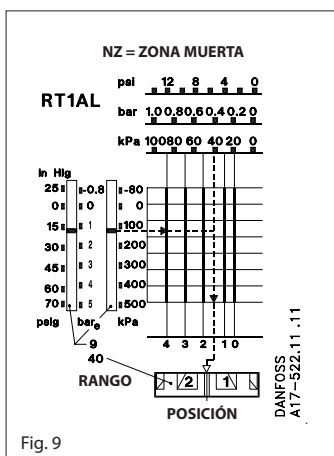 NZ = ZONA MUERTA
psi 12 8 4 0
RT1AL
bar 1.0 0.8 0.6 0.4 0.2 0
kPa 100 80 60 40 20 0
in Hg
25 -0.8 -80
0 0 0
15 1 100
30 2 200
45 3 300
60 4 400
70 5 500
psig bare kPa
4 3 2 1 0
9
40
RANGO
2 1
POSICIÓN
DANFOSS
A17-522.11 .11
Fig. 9